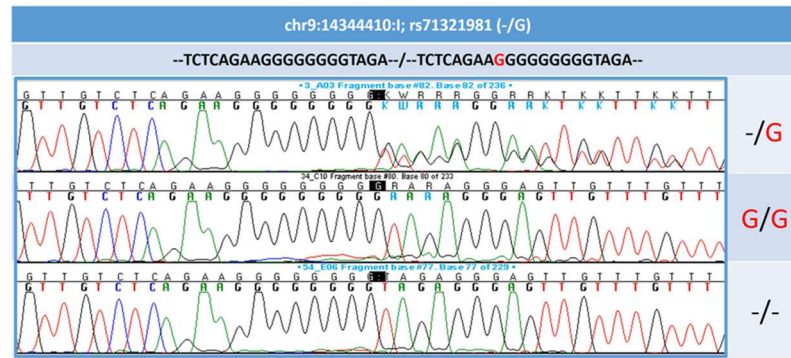 chr9:14344410:I; rs71321981 (-/G)
--TCTCAGAAGGGGGGGGTAGA--/--TCTCAGAAGGGGGGGGGTAGA--
•3_A03 Fragment base #82. Base 82 of 236 •
G T T G T C T C A G A A G G G G G G G G K W R R R G G R R K T K K T T K K T T
G T T G T C T C A G A A G G G G G G G G K W R R R G G R R K T K K T T K K T T
-/G
34_C10 Fragment base #80. Base 80 of 233
T T G T C T C A G A A G G G G G G G G G R A R A G G G A G T T G T T T G T T T
T T G T C T C A G A A G G G G G G G G G R A R A G G G A G T T G T T T G T T T
G/G
•54_E06 Fragment base #77. Base 77 of 229 •
G T T G T C T C A G A A G G G G G G G G T A G A G G G A G T T G T T T G T T T
G T T G T C T C A G A A G G G G G G G G T A G A G G G A G T T G T T T G T T T
-/-